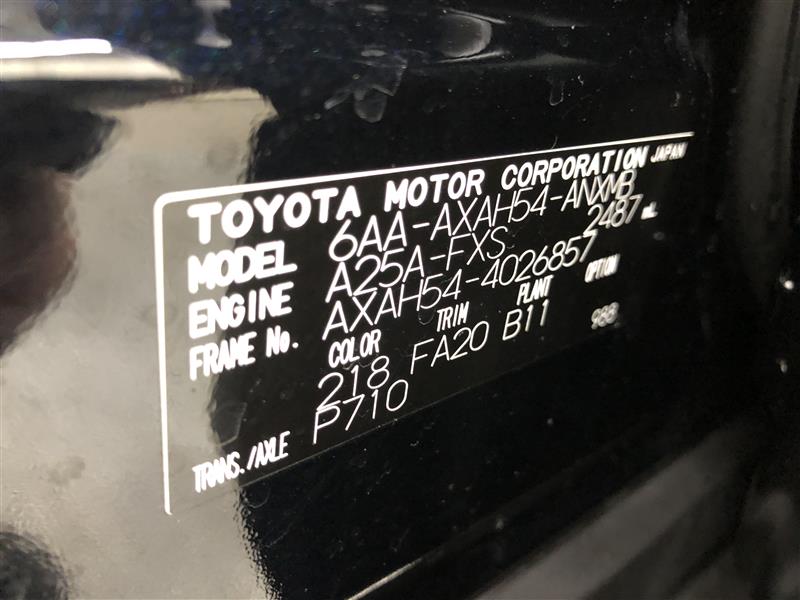 TOYOTA MOTOR CORPORATION JAPAN
MODEL 6AA-AXAH54-ANXMB
ENGINE A25A-FXS 2487 mL
FRAME No. AXAH54-4026857
COLOR TRIM PLANT OPTION
218 FA20 B11 988
TRANS./AXLE P710